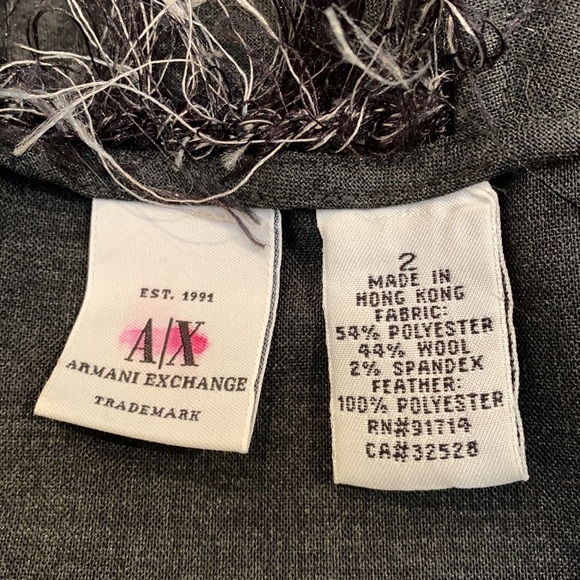 EST. 1991
A|X
ARMANI EXCHANGE
TRADEMARK
2
MADE IN
HONG KONG
FABRIC:
54% POLYESTER
44% WOOL
2% SPANDEX
FEATHER:
100% POLYESTER
RN#91714
CA#32528